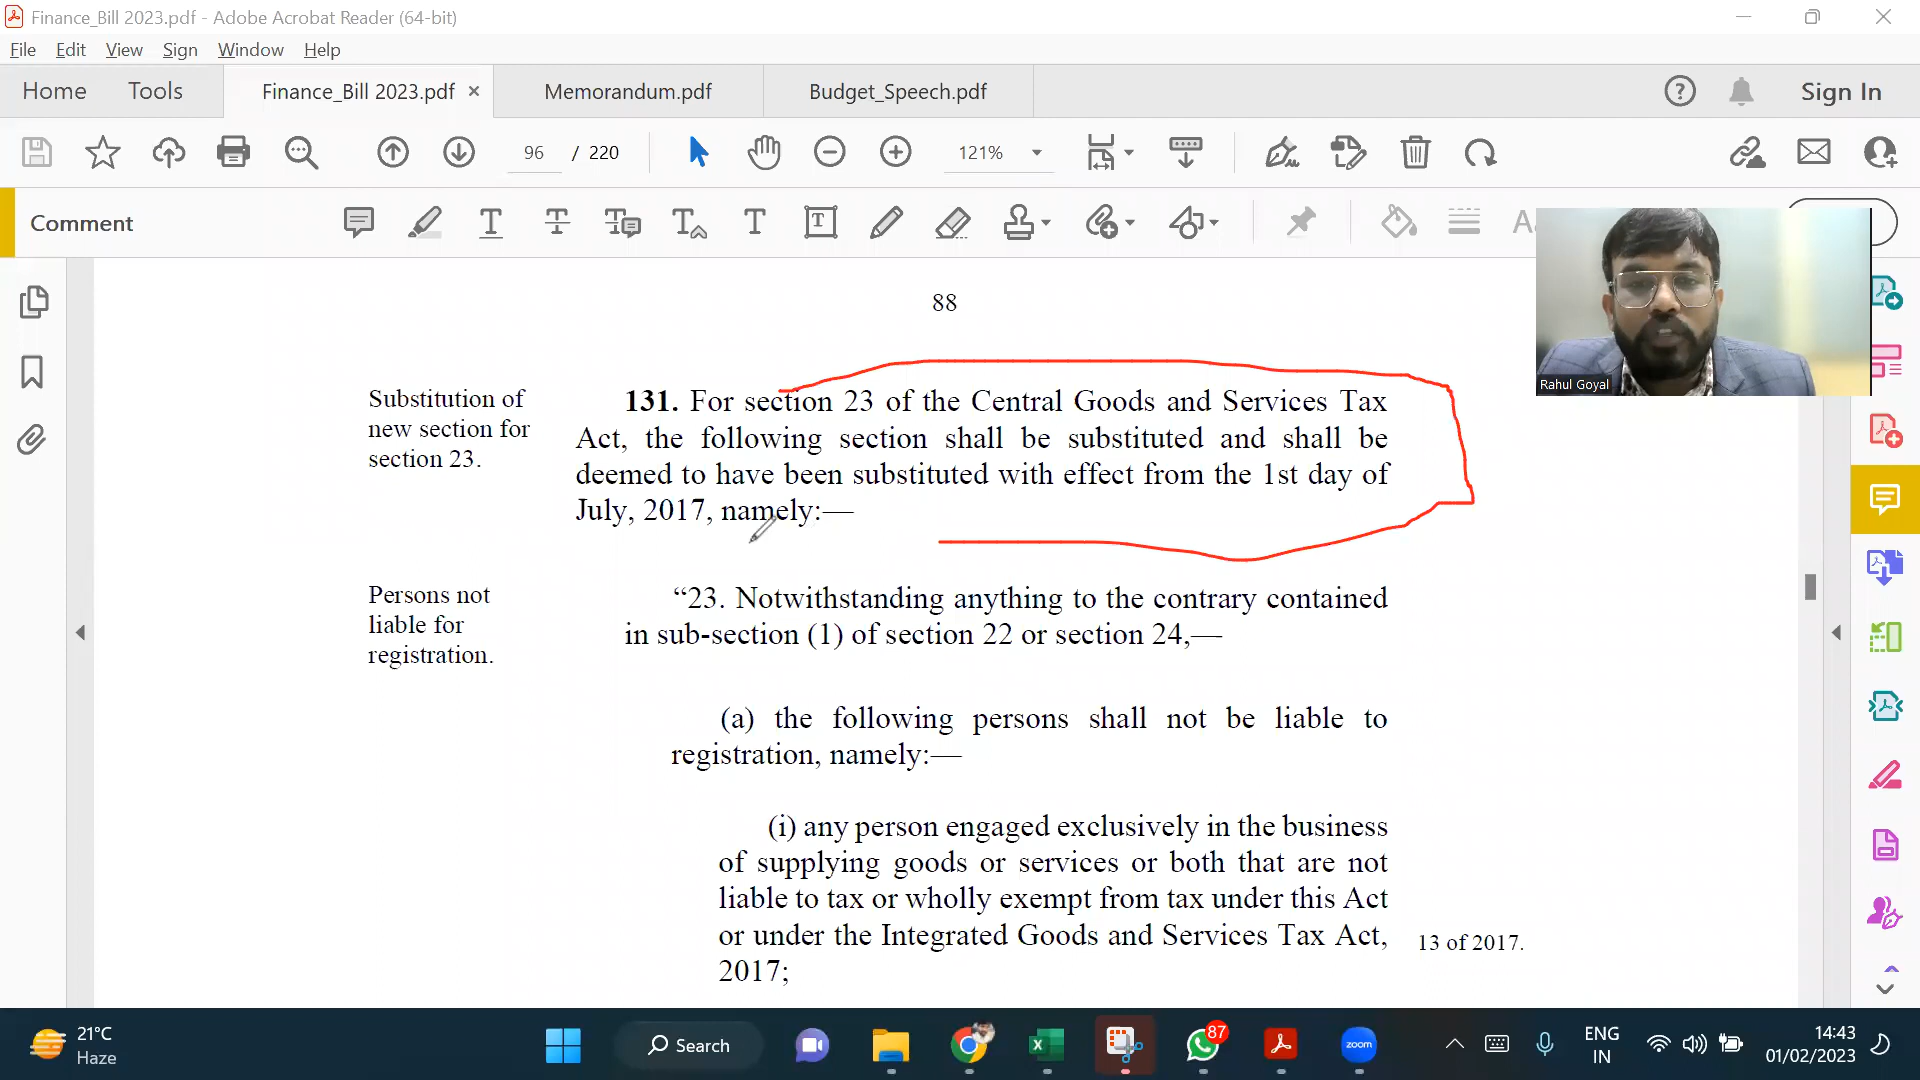 Finance_Bill 2023.pdf - Adobe Acrobat Reader (64-bit)
File Edit View Sign Window Help
Home Tools Finance_Bill 2023.pdf × Memorandum.pdf Budget_Speech.pdf Sign In
96 / 220 121%
Comment
Rahul Goyal
88
Substitution of
new section for
section 23.
131. For section 23 of the Central Goods and Services Tax
Act, the following section shall be substituted and shall be
deemed to have been substituted with effect from the 1st day of
July, 2017, namely:—
Persons not
liable for
registration.
“23. Notwithstanding anything to the contrary contained
in sub-section (1) of section 22 or section 24,—
(a) the following persons shall not be liable to
registration, namely:—
(i) any person engaged exclusively in the business
of supplying goods or services or both that are not
liable to tax or wholly exempt from tax under this Act
or under the Integrated Goods and Services Tax Act,
2017;
13 of 2017.
21°C
Haze
Search
87
zoom
ENG
IN
14:43
01/02/2023